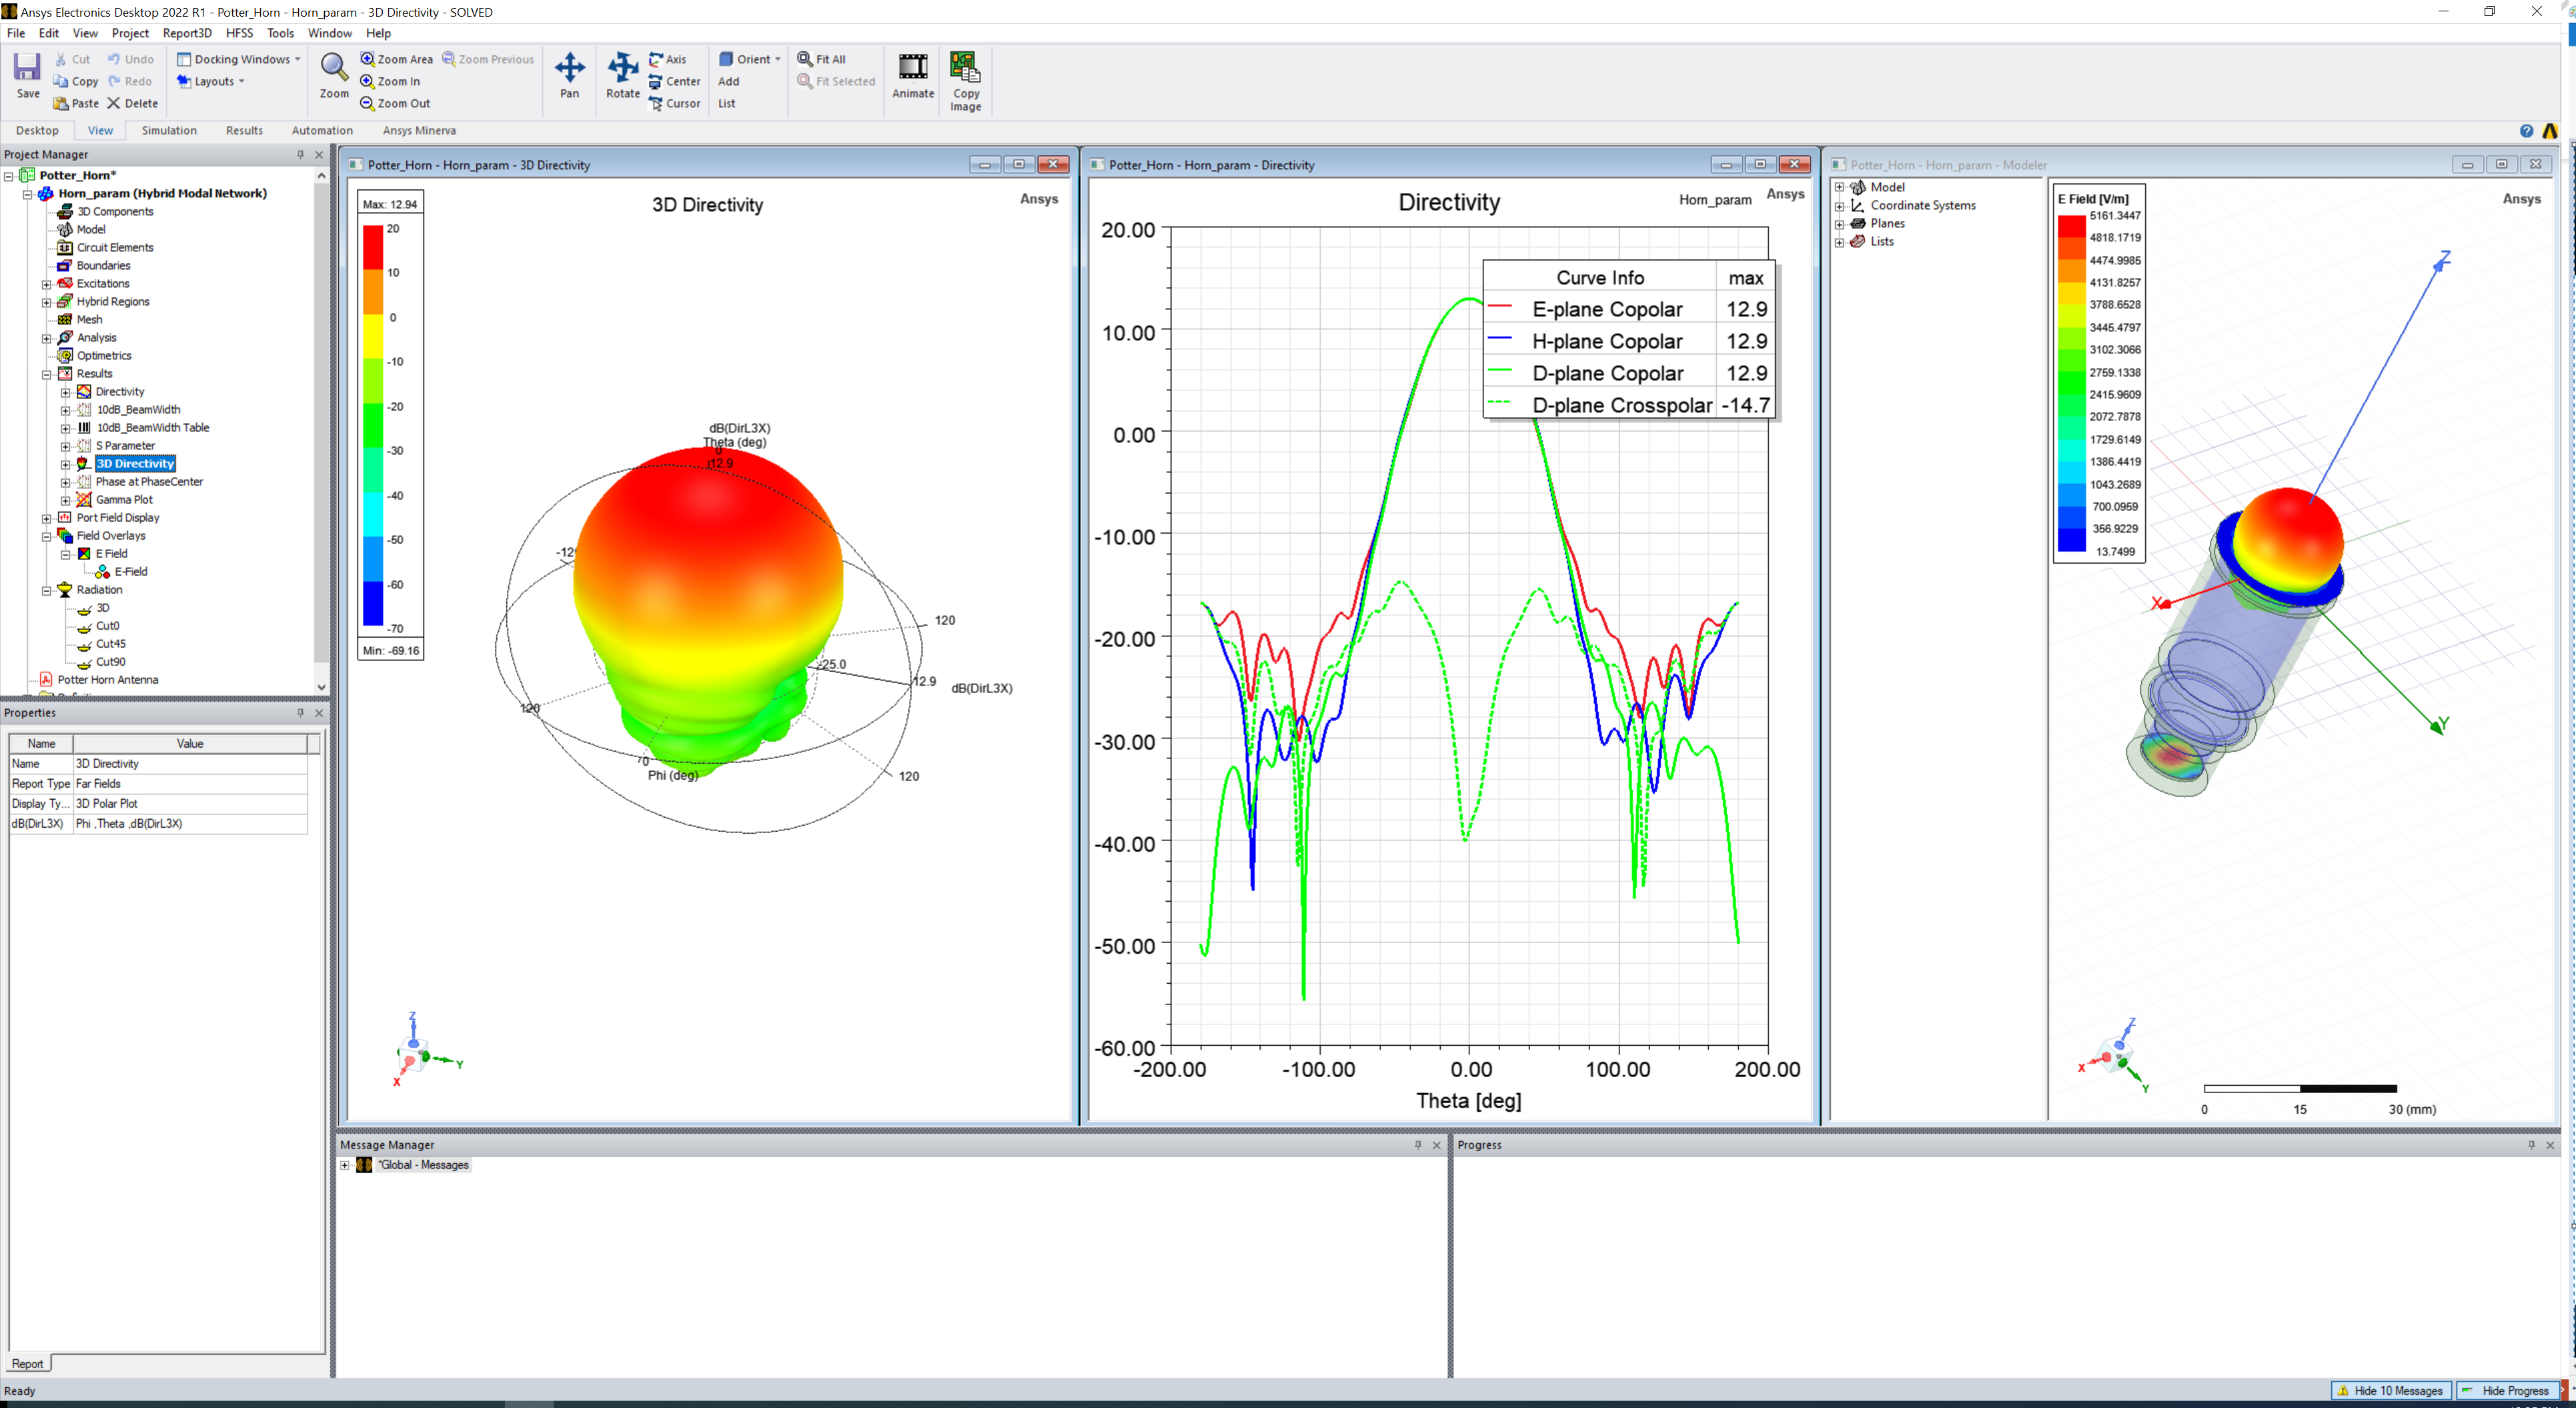 Ansys Electronics Desktop 2022 R1 - Potter_Horn - Horn_param - 3D Directivity - SOLVED
File Edit View Project Report3D HFSS Tools Window Help
Save
Cut
Copy
Paste
Undo
Redo
Delete
Docking Windows
Layouts
Zoom
Zoom Area
Zoom In
Zoom Out
Zoom Previous
Pan
Rotate
Axis
Center
Cursor
Orient
Add
List
Fit All
Fit Selected
Animate
Copy
Image
Desktop View Simulation Results Automation Ansys Minerva
Project Manager
Potter_Horn*
Horn_param (Hybrid Modal Network)
3D Components
Model
Circuit Elements
Boundaries
Excitations
Hybrid Regions
Mesh
Analysis
Optimetrics
Results
Directivity
10dB_BeamWidth
10dB_BeamWidth Table
S Parameter
3D Directivity
Phase at PhaseCenter
Gamma Plot
Port Field Display
Field Overlays
E Field
E-Field
Radiation
3D
Cut0
Cut45
Cut90
Potter Horn Antenna
Properties
Name Value
Name 3D Directivity
Report Type Far Fields
Display Ty... 3D Polar Plot
dB(DirL3X) Phi ,Theta ,dB(DirL3X)
Report
Potter_Horn - Horn_param - 3D Directivity
Max: 12.94
20
10
0
-10
-20
-30
-40
-50
-60
-70
Min: -69.16
3D Directivity
Ansys
dB(DirL3X)
Theta (deg)
0
12.9
-120
120
-25.0
12.9
dB(DirL3X)
120
0
Phi (deg)
120
Z
Y
X
Potter_Horn - Horn_param - Directivity
Directivity
Horn_param
Ansys
20.00
10.00
0.00
-10.00
-20.00
-30.00
-40.00
-50.00
-60.00
Curve Info max
E-plane Copolar 12.9
H-plane Copolar 12.9
D-plane Copolar 12.9
D-plane Crosspolar -14.7
-200.00 -100.00 0.00 100.00 200.00
Theta [deg]
Potter_Horn - Horn_param - Modeler
Model
Coordinate Systems
Planes
Lists
E Field [V/m]
5161.3447
4818.1719
4474.9985
4131.8257
3788.6528
3445.4797
3102.3066
2759.1338
2415.9609
2072.7878
1729.6149
1386.4419
1043.2689
700.0959
356.9229
13.7499
Ansys
Z
X
Y
Z
X
Y
0 15 30 (mm)
Message Manager
*Global - Messages
Progress
Ready
Hide 10 Messages
Hide Progress